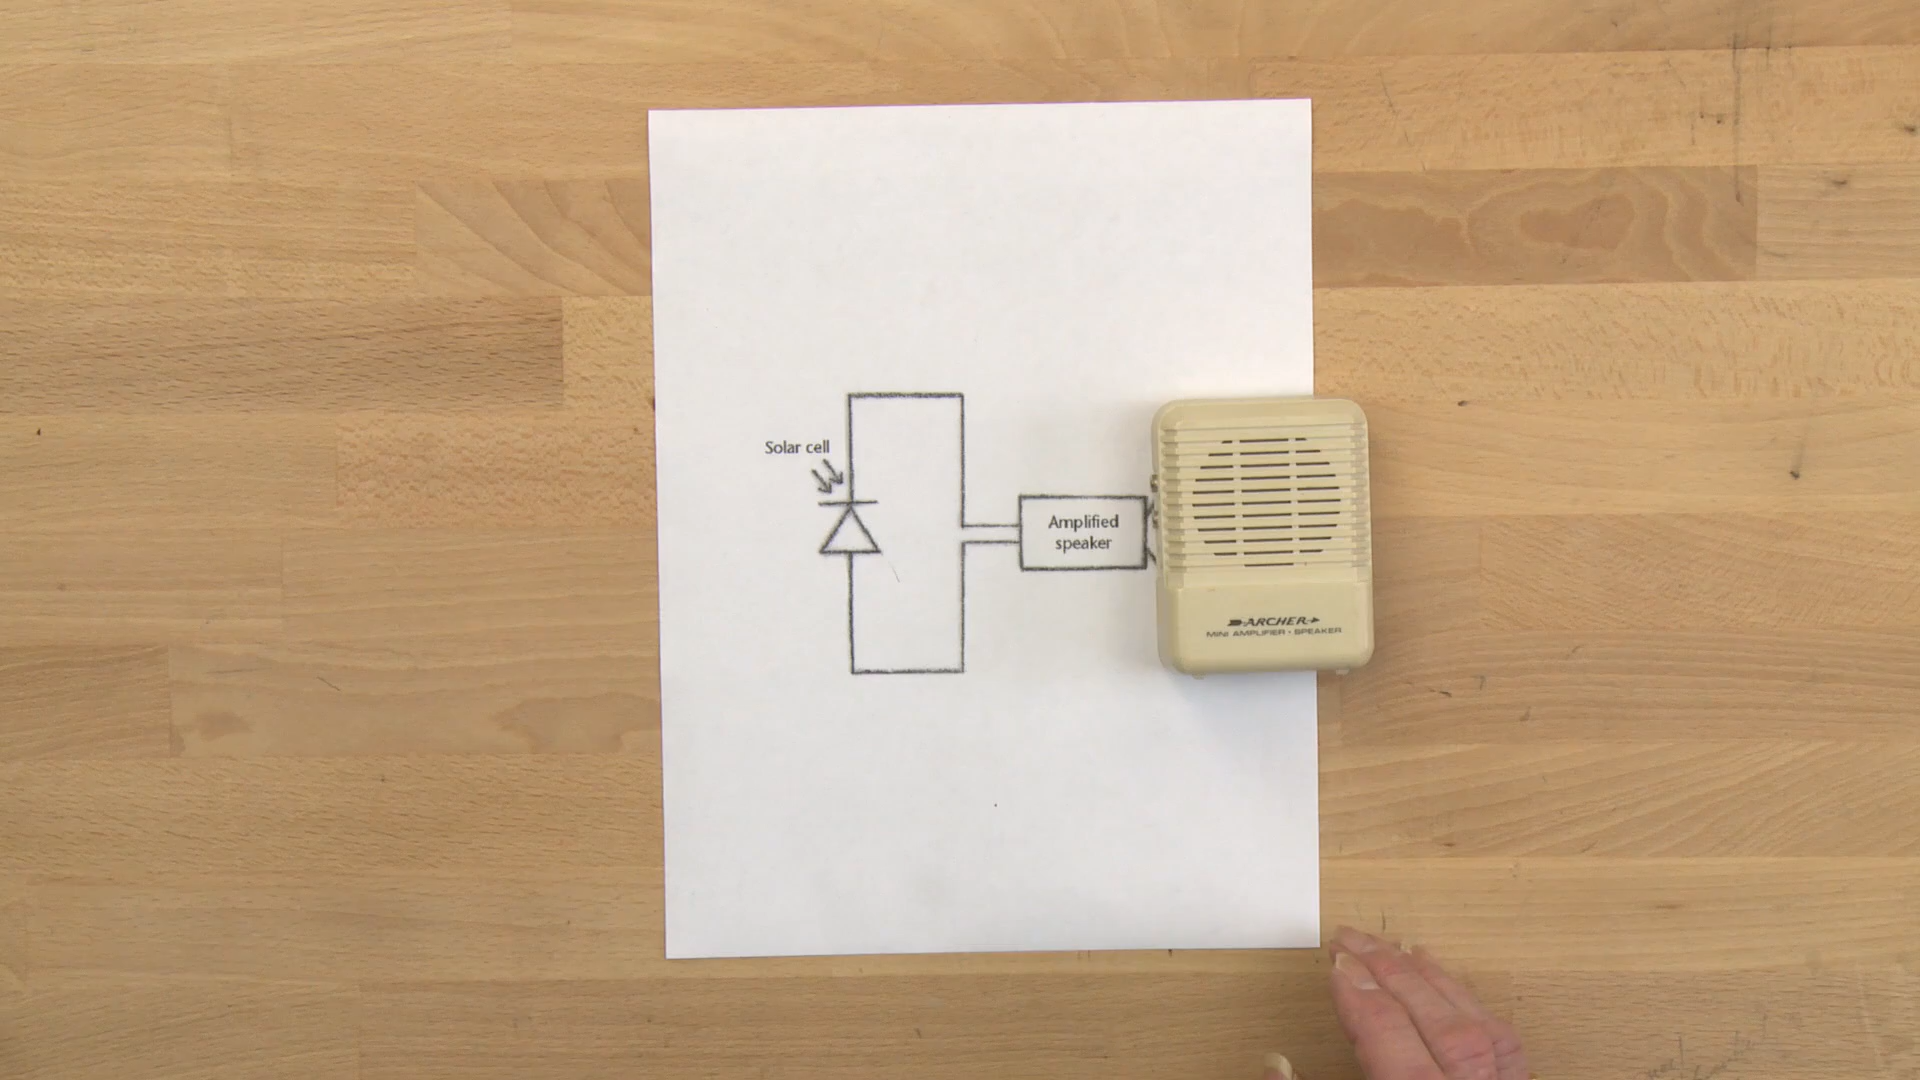 Solar cell
Amplified
speaker
ARCHER
MINI AMPLIFIER • SPEAKER